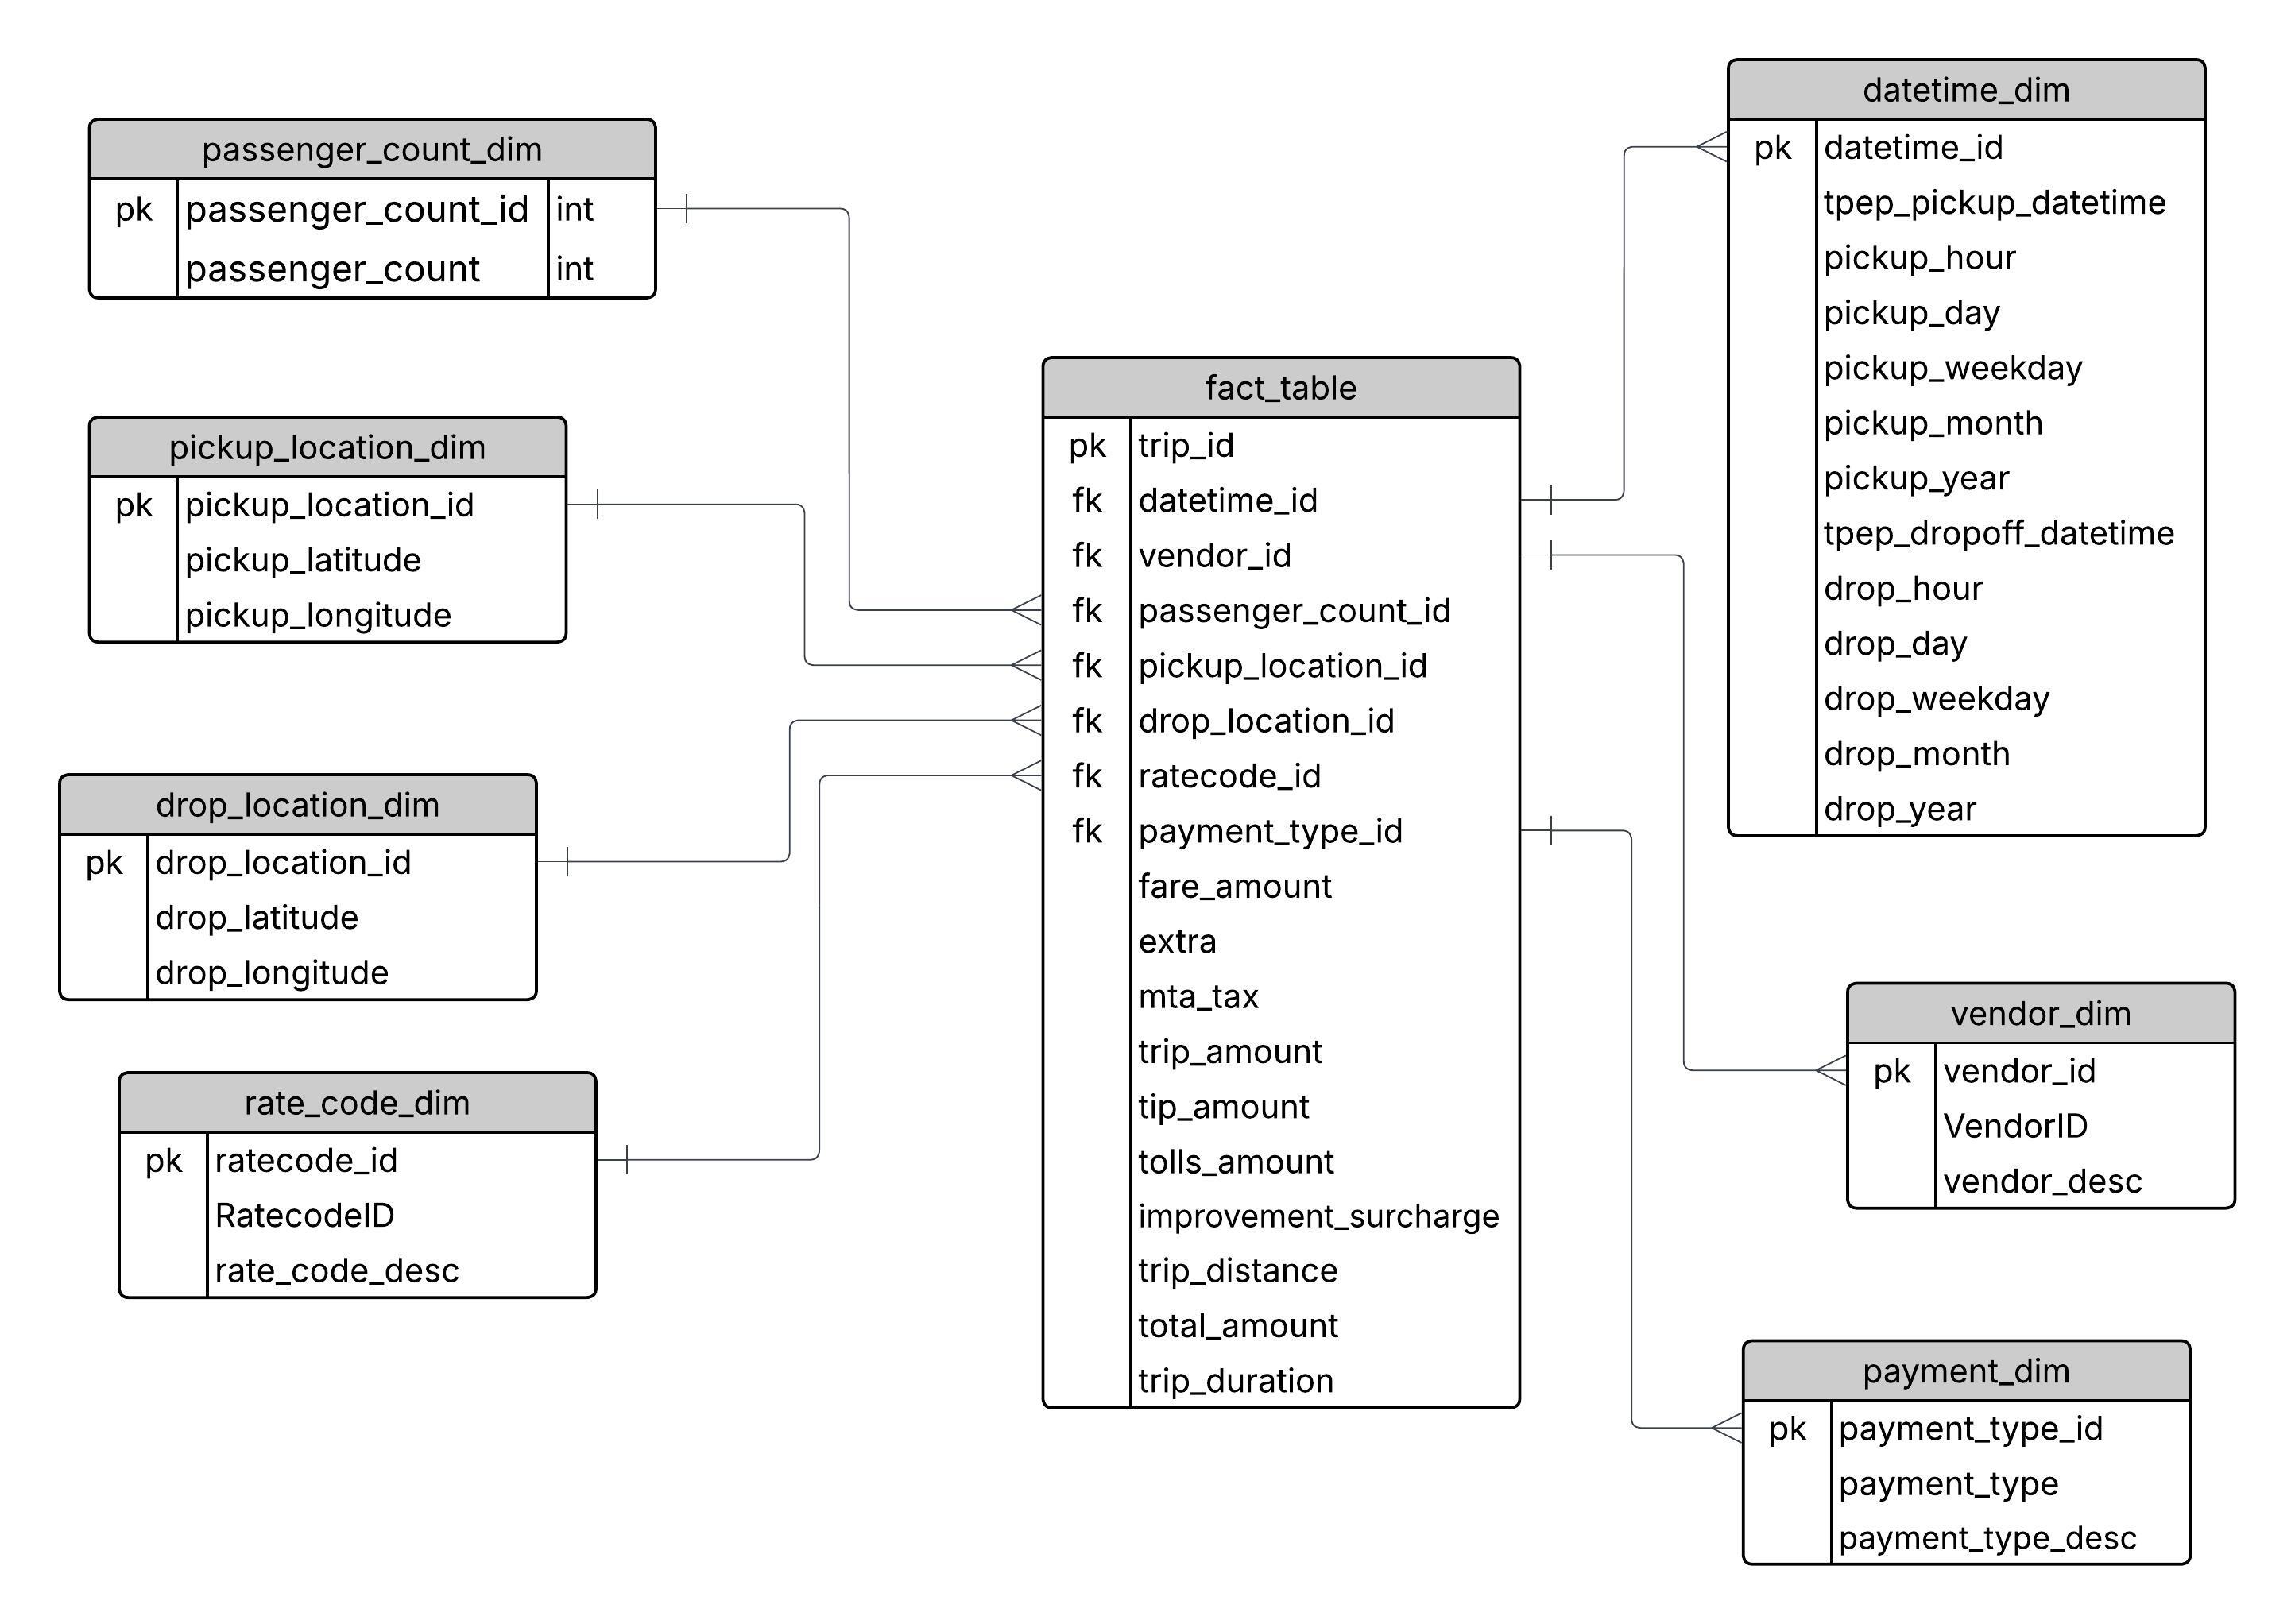 passenger_count_dim
pk passenger_count_id int
passenger_count int
pickup_location_dim
pk pickup_location_id
pickup_latitude
pickup_longitude
drop_location_dim
pk drop_location_id
drop_latitude
drop_longitude
rate_code_dim
pk ratecode_id
RatecodeID
rate_code_desc
fact_table
pk trip_id
fk datetime_id
fk vendor_id
fk passenger_count_id
fk pickup_location_id
fk drop_location_id
fk ratecode_id
fk payment_type_id
fare_amount
extra
mta_tax
trip_amount
tip_amount
tolls_amount
improvement_surcharge
trip_distance
total_amount
trip_duration
datetime_dim
pk datetime_id
tpep_pickup_datetime
pickup_hour
pickup_day
pickup_weekday
pickup_month
pickup_year
tpep_dropoff_datetime
drop_hour
drop_day
drop_weekday
drop_month
drop_year
vendor_dim
pk vendor_id
VendorID
vendor_desc
payment_dim
pk payment_type_id
payment_type
payment_type_desc